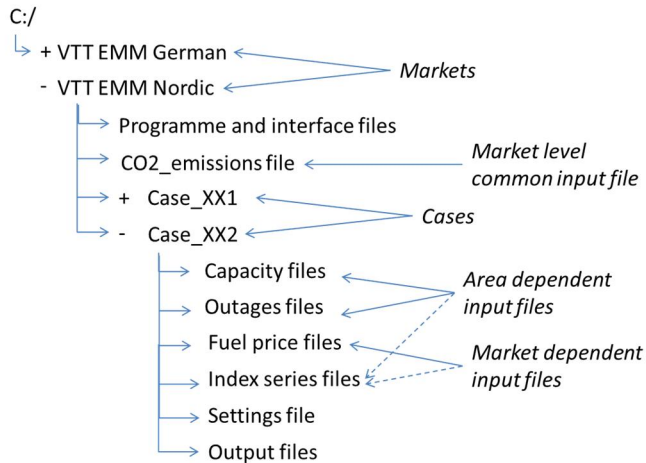 C:/
+ VTT EMM German
- VTT EMM Nordic
Markets
Programme and interface files
CO2_emissions file
Market level
common input file
+ Case_XX1
- Case_XX2
Cases
Capacity files
Outages files
Area dependent
input files
Fuel price files
Index series files
Market dependent
input files
Settings file
Output files